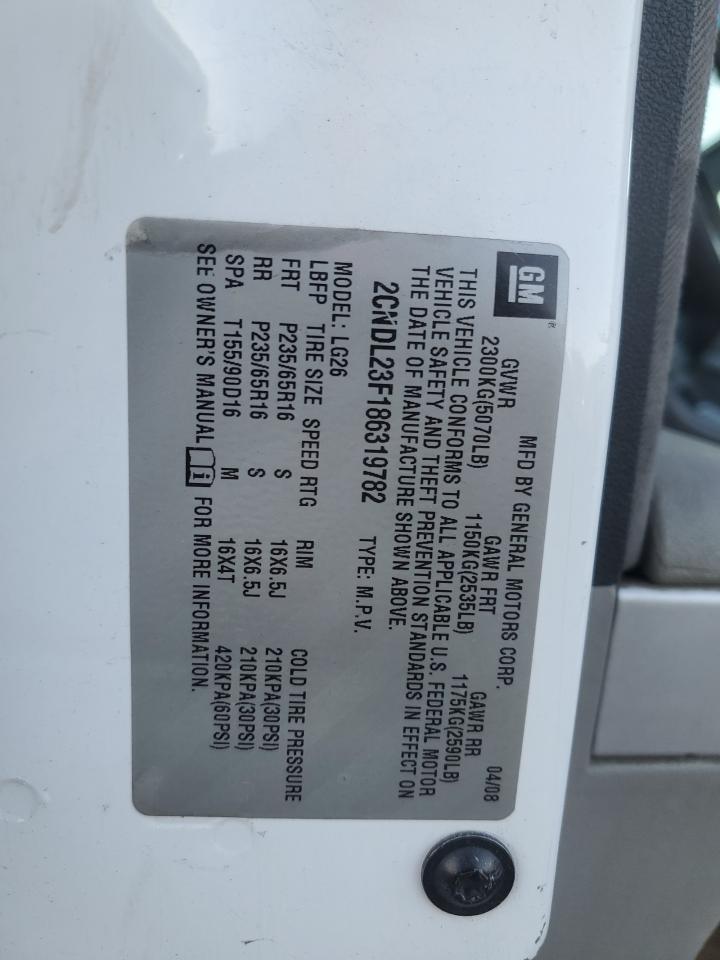 GM ®
MFD BY GENERAL MOTORS CORP. 04/08
GVWR GAWR FRT GAWR RR
2300KG(5070LB) 1150KG(2535LB) 1175KG(2590LB)
THIS VEHICLE CONFORMS TO ALL APPLICABLE U.S. FEDERAL MOTOR
VEHICLE SAFETY AND THEFT PREVENTION STANDARDS IN EFFECT ON
THE DATE OF MANUFACTURE SHOWN ABOVE.
2CNDL23F186319782 TYPE: M.P.V.
MODEL: LG26
LBFP TIRE SIZE SPEED RTG RIM COLD TIRE PRESSURE
FRT P235/65R16 S 16X6.5J 210KPA(30PSI)
RR P235/65R16 S 16X6.5J 210KPA(30PSI)
SPA T155/90D16 M 16X4T 420KPA(60PSI)
SEE OWNER'S MANUAL i FOR MORE INFORMATION.